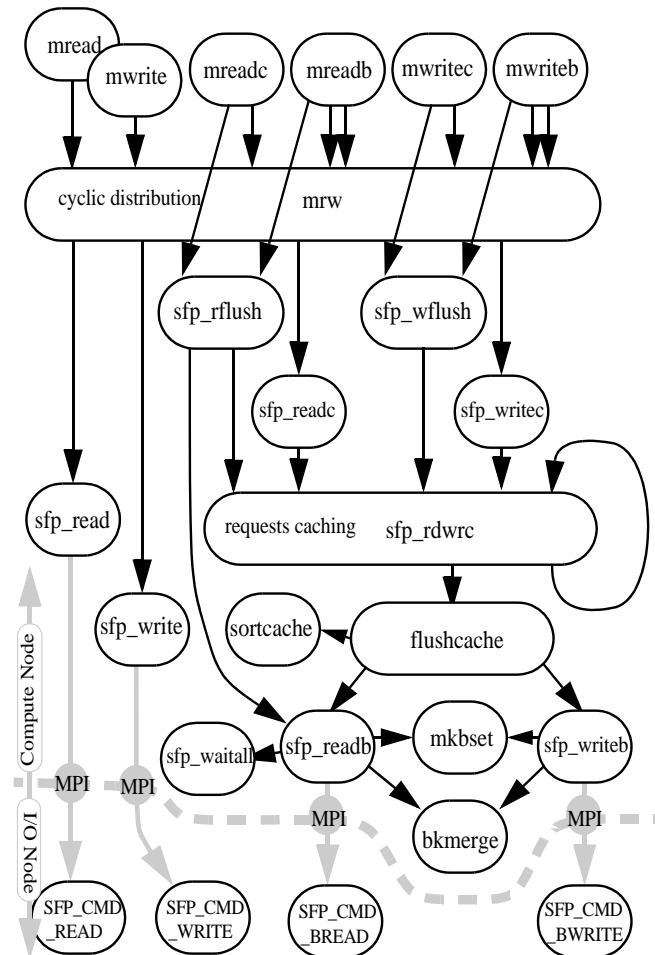 mread
mwrite
mreadc
mreadb
mwritec
mwriteb
cyclic distribution
mrw
sfp_rflush
sfp_wflush
sfp_readc
sfp_writec
sfp_read
requests caching
sfp_rdwrc
sfp_write
sortcache
flushcache
Compute Node
sfp_waitall
sfp_readb
mkbset
sfp_writeb
MPI
MPI
MPI
MPI
I/O Node
bkmerge
SFP_CMD
_READ
SFP_CMD
_WRITE
SFP_CMD
_BREAD
SFP_CMD
_BWRITE